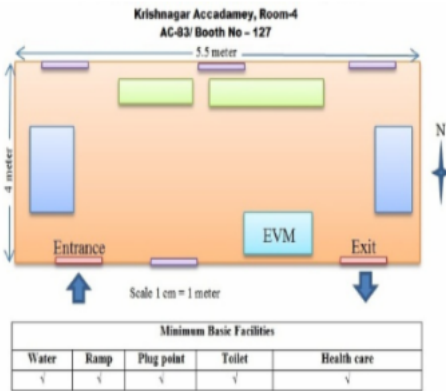 Krishnagar Accadamey, Room-4
AC-83/ Booth No – 127
5.5 meter
4 meter
N
EVM
Entrance
Exit
Scale 1 cm = 1 meter
Minimum Basic Facilities
Water Ramp Plug point Toilet Health care
√ √ √ √ √